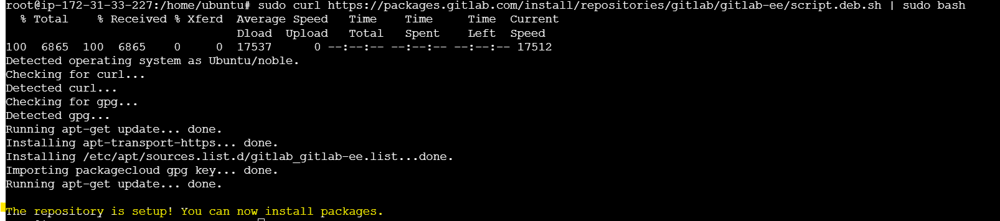 root@ip-172-31-33-227:/home/ubuntu# sudo curl https://packages.gitlab.com/install/repositories/gitlab/gitlab-ee/script.deb.sh | sudo bash
% Total % Received % Xferd Average Speed Time Time Time Current
Dload Upload Total Spent Left Speed
100 6865 100 6865 0 0 17537 0 --:--:-- --:--:-- --:--:-- 17512
Detected operating system as Ubuntu/noble.
Checking for curl...
Detected curl...
Checking for gpg...
Detected gpg...
Running apt-get update... done.
Installing apt-transport-https... done.
Installing /etc/apt/sources.list.d/gitlab_gitlab-ee.list...done.
Importing packagecloud gpg key... done.
Running apt-get update... done.
The repository is setup! You can now install packages.